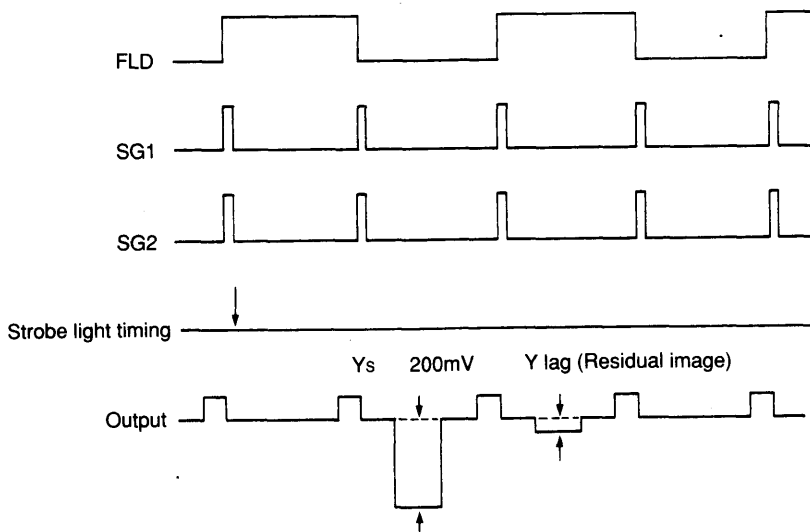 FLD
SG1
SG2
Strobe light timing
Ys 200mV Y lag (Residual image)
Output